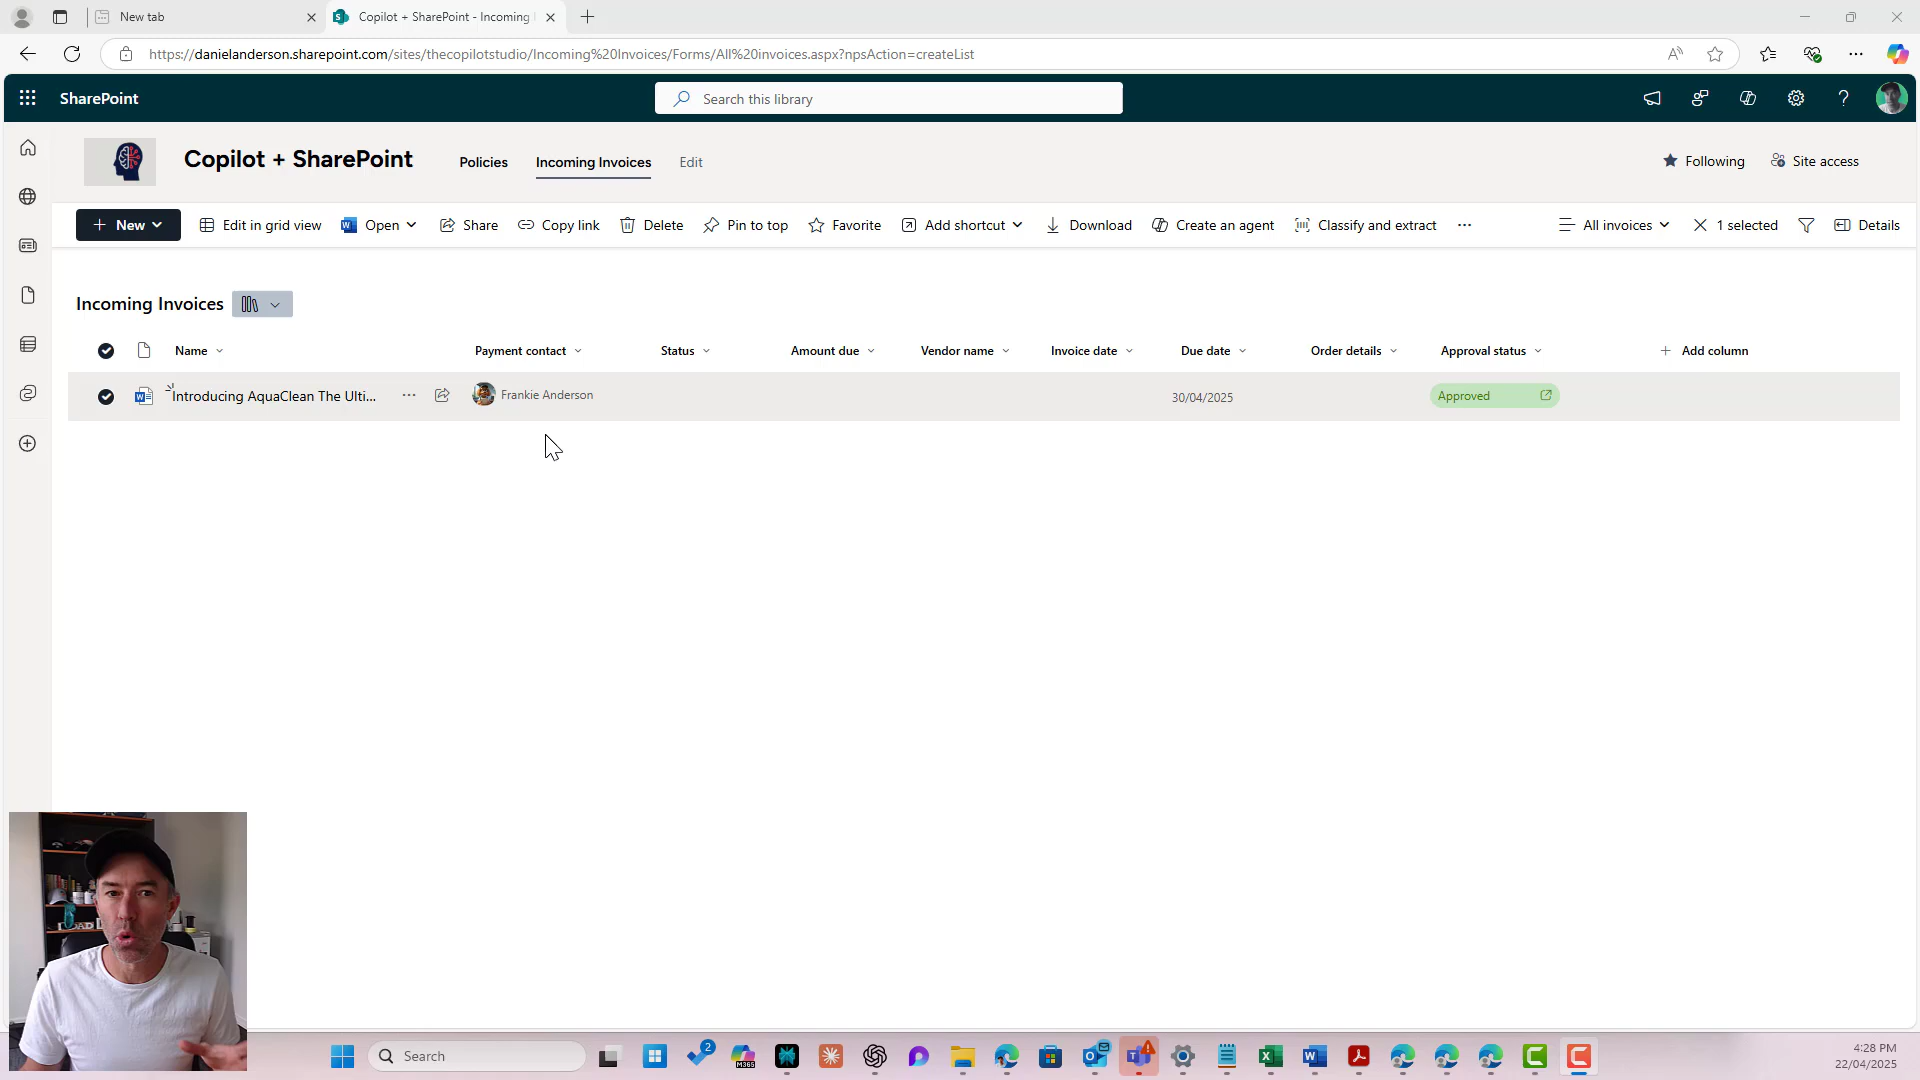 New tab
Copilot + SharePoint - Incoming
https://danielanderson.sharepoint.com/sites/thecopilotstudio/Incoming%20Invoices/Forms/All%20invoices.aspx?npsAction=createList
SharePoint
Search this library
Copilot + SharePoint
Policies
Incoming Invoices
Edit
Following
Site access
New
Edit in grid view
Open
Share
Copy link
Delete
Pin to top
Favorite
Add shortcut
Download
Create an agent
Classify and extract
All invoices
1 selected
Details
Incoming Invoices
Name
Payment contact
Status
Amount due
Vendor name
Invoice date
Due date
Order details
Approval status
Add column
Introducing AquaClean The Ulti...
Frankie Anderson
30/04/2025
Approved
Search
2
M365
4:28 PM
22/04/2025